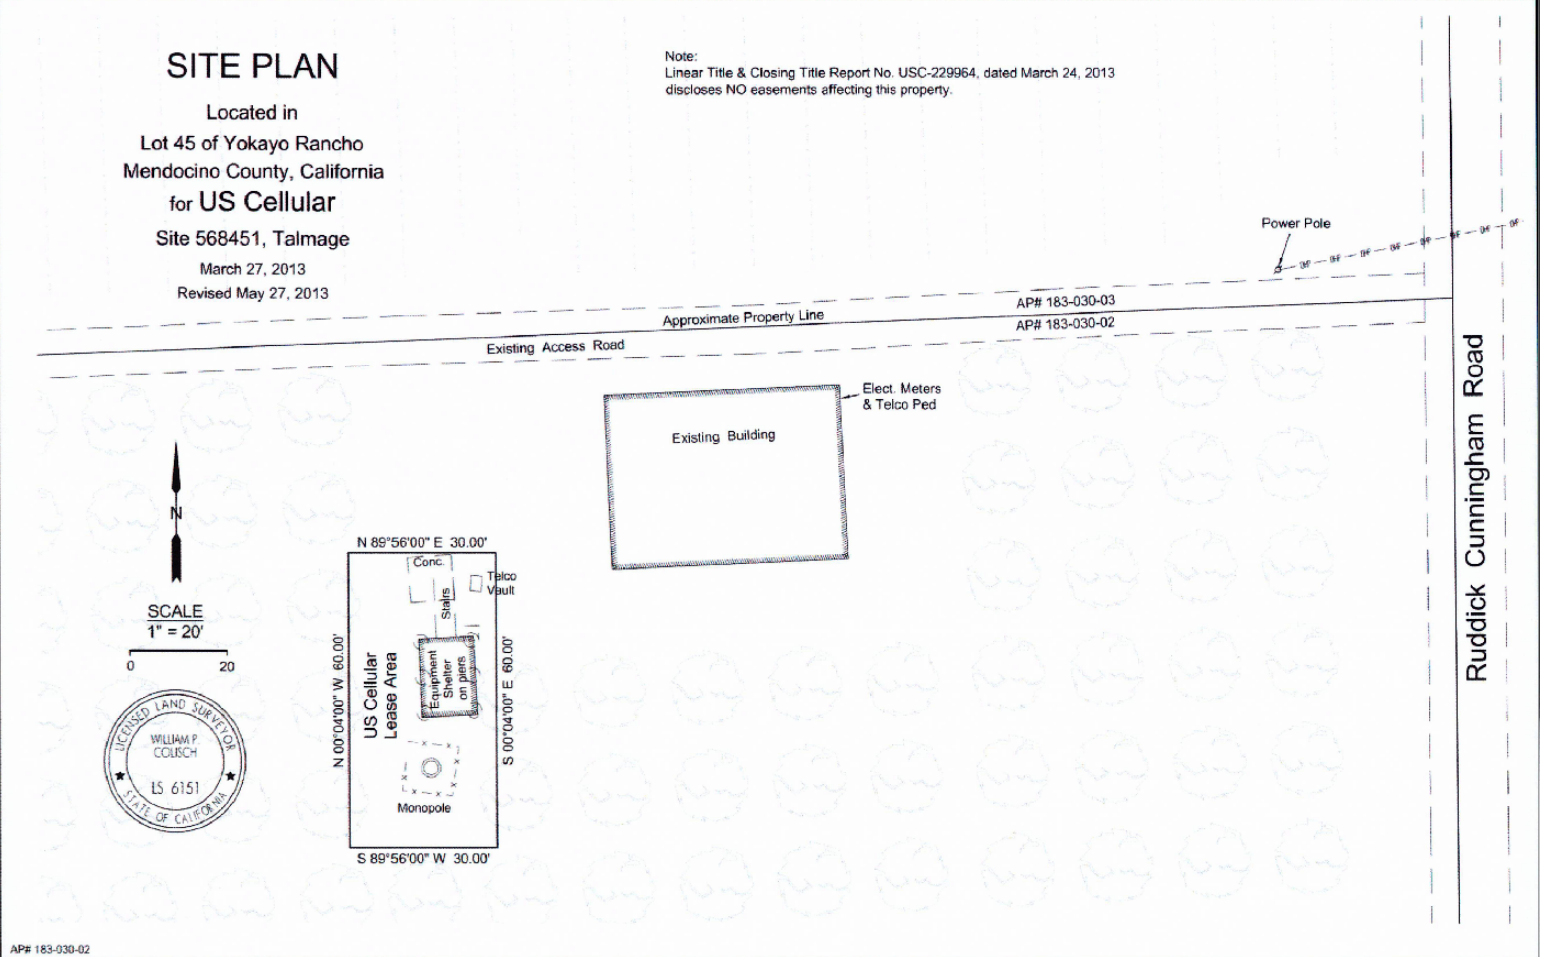 SITE PLAN
Located in
Lot 45 of Yokayo Rancho
Mendocino County, California
for US Cellular
Site 568451, Talmage
March 27, 2013
Revised May 27, 2013
Note:
Linear Title & Closing Title Report No. USC-229964, dated March 24, 2013
discloses NO easements affecting this property.
Power Pole
AP# 183-030-03
Approximate Property Line
AP# 183-030-02
Existing Access Road
Elect. Meters
& Telco Ped
Existing Building
Ruddick Cunningham Road
N
SCALE
1" = 20'
0 20
LICENSED LAND SURVEYOR
WILLIAM P.
COLISCH
LS 6151
STATE OF CALIFORNIA
N 89°56'00" E 30.00'
Conc.
Telco
Vault
Stairs
N 00°04'00" W 60.00'
US Cellular
Lease Area
Equipment
Shelter
on piers
S 00°04'00" E 60.00'
Monopole
S 89°56'00" W 30.00'
AP# 183-030-02